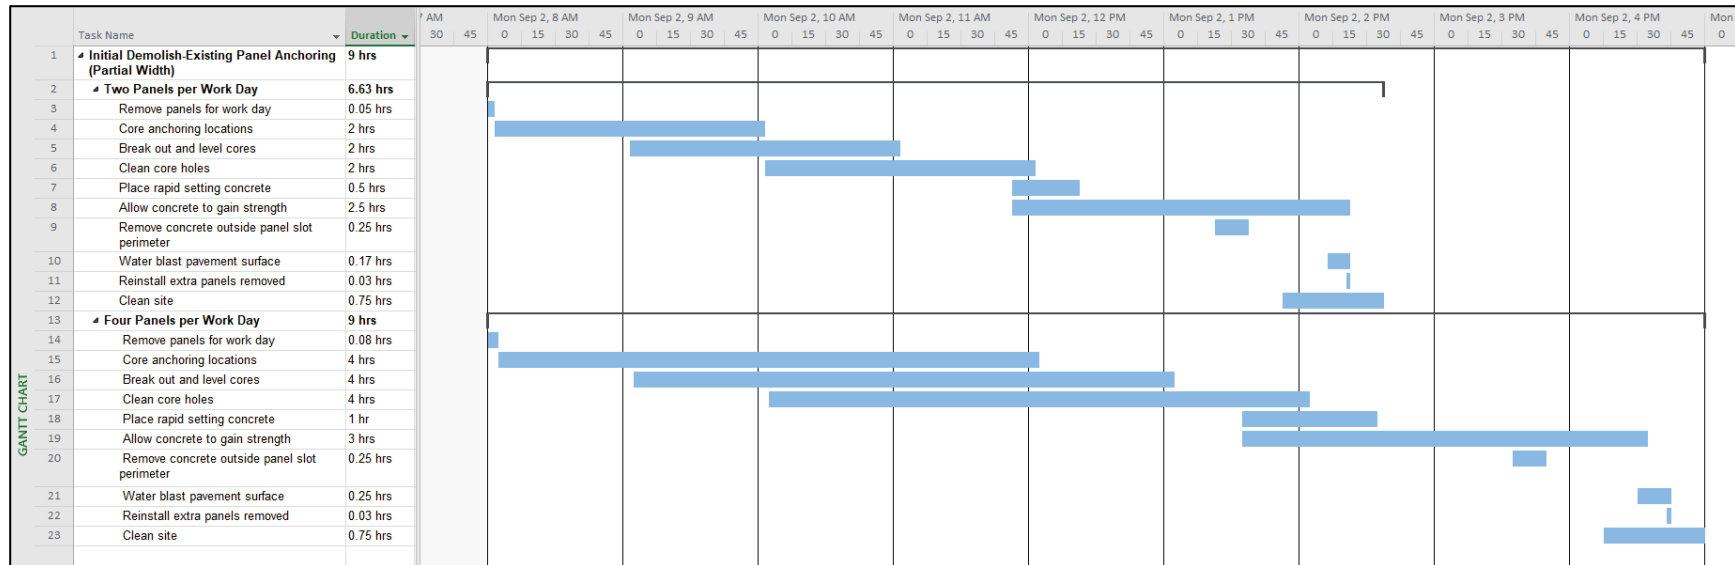 7 AM Mon Sep 2, 8 AM Mon Sep 2, 9 AM Mon Sep 2, 10 AM Mon Sep 2, 11 AM Mon Sep 2, 12 PM Mon Sep 2, 1 PM Mon Sep 2, 2 PM Mon Sep 2, 3 PM Mon Sep 2, 4 PM Mon
Task Name Duration 30 45 0 15 30 45 0 15 30 45 0 15 30 45 0 15 30 45 0 15 30 45 0 15 30 45 0 15 30 45 0 15 30 45 0 15 30 45 0
1 Initial Demolish-Existing Panel Anchoring 9 hrs
(Partial Width)
2 Two Panels per Work Day 6.63 hrs
3 Remove panels for work day 0.05 hrs
4 Core anchoring locations 2 hrs
5 Break out and level cores 2 hrs
6 Clean core holes 2 hrs
7 Place rapid setting concrete 0.5 hrs
8 Allow concrete to gain strength 2.5 hrs
9 Remove concrete outside panel slot 0.25 hrs
perimeter
10 Water blast pavement surface 0.17 hrs
11 Reinstall extra panels removed 0.03 hrs
12 Clean site 0.75 hrs
13 Four Panels per Work Day 9 hrs
14 Remove panels for work day 0.08 hrs
15 Core anchoring locations 4 hrs
16 Break out and level cores 4 hrs
17 Clean core holes 4 hrs
18 Place rapid setting concrete 1 hr
19 Allow concrete to gain strength 3 hrs
20 Remove concrete outside panel slot 0.25 hrs
perimeter
21 Water blast pavement surface 0.25 hrs
22 Reinstall extra panels removed 0.03 hrs
23 Clean site 0.75 hrs
GANTT CHART